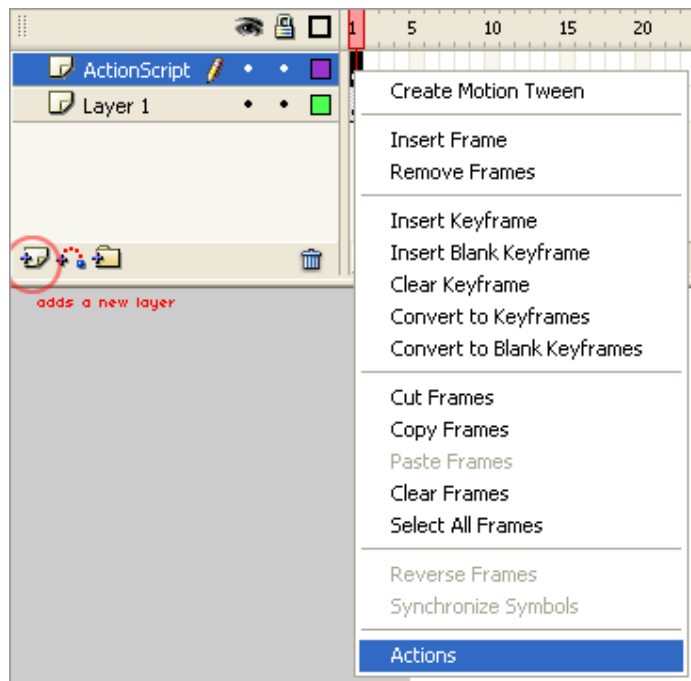 1 5 10 15 20
ActionScript
Layer 1
adds a new layer
Create Motion Tween
Insert Frame
Remove Frames
Insert Keyframe
Insert Blank Keyframe
Clear Keyframe
Convert to Keyframes
Convert to Blank Keyframes
Cut Frames
Copy Frames
Paste Frames
Clear Frames
Select All Frames
Reverse Frames
Synchronize Symbols
Actions